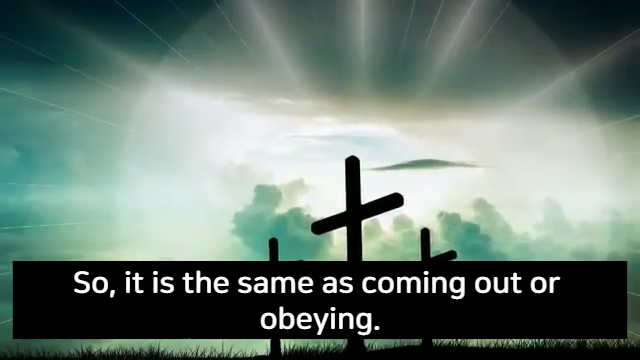 So, it is the same as coming out or
obeying.